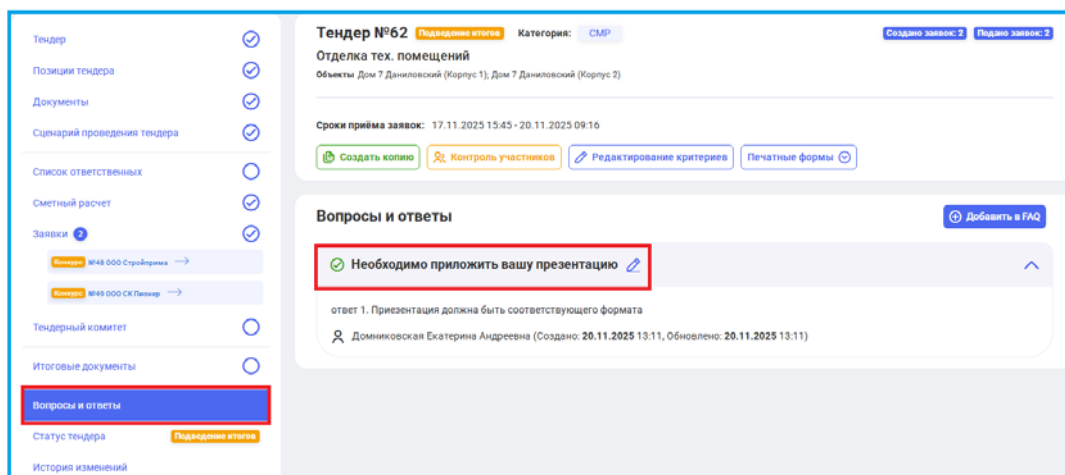 Тендер
Позиции тендера
Документы
Сценарий проведения тендера
Список ответственных
Сметный расчет
Заявки 2
Конкурс №48 ООО Стройприма
Конкурс №49 ООО СК Пионер
Тендерный комитет
Итоговые документы
Вопросы и ответы
Статус тендера Подведение итогов
История изменений
Тендер №62 Подведение итогов Категория: СМР Создано заявок: 2 Подано заявок: 2
Отделка тех. помещений
Объекты Дом 7 Даниловский (Корпус 1); Дом 7 Даниловский (Корпус 2)
Сроки приёма заявок: 17.11.2025 15:45 - 20.11.2025 09:16
Создать копию Контроль участников Редактирование критериев Печатные формы
Вопросы и ответы Добавить в FAQ
Необходимо приложить вашу презентацию
ответ 1. Приезентация должна быть соответствующего формата
Домниковская Екатерина Андреевна (Создано: 20.11.2025 13:11, Обновлено: 20.11.2025 13:11)